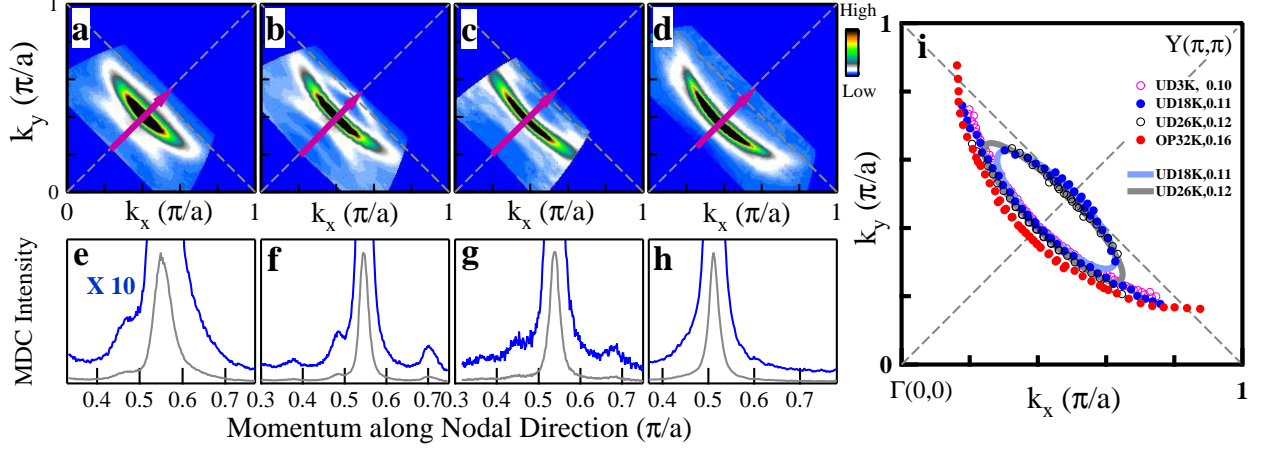 1
k_y (π/a)
0
a
b
c
d
High
Low
0
k_x (π/a)
1
k_x (π/a)
1
k_x (π/a)
1
k_x (π/a)
1
MDC Intensity
e
X 10
f
g
h
0.4 0.5 0.6 0.7
0.3 0.4 0.5 0.6 0.7
0.3 0.4 0.5 0.6 0.7
0.4 0.5 0.6 0.7
Momentum along Nodal Direction (π/a)
1
i
Y(π,π)
UD3K, 0.10
UD18K,0.11
UD26K,0.12
OP32K,0.16
UD18K,0.11
UD26K,0.12
k_y (π/a)
0
Γ(0,0)
k_x (π/a)
1